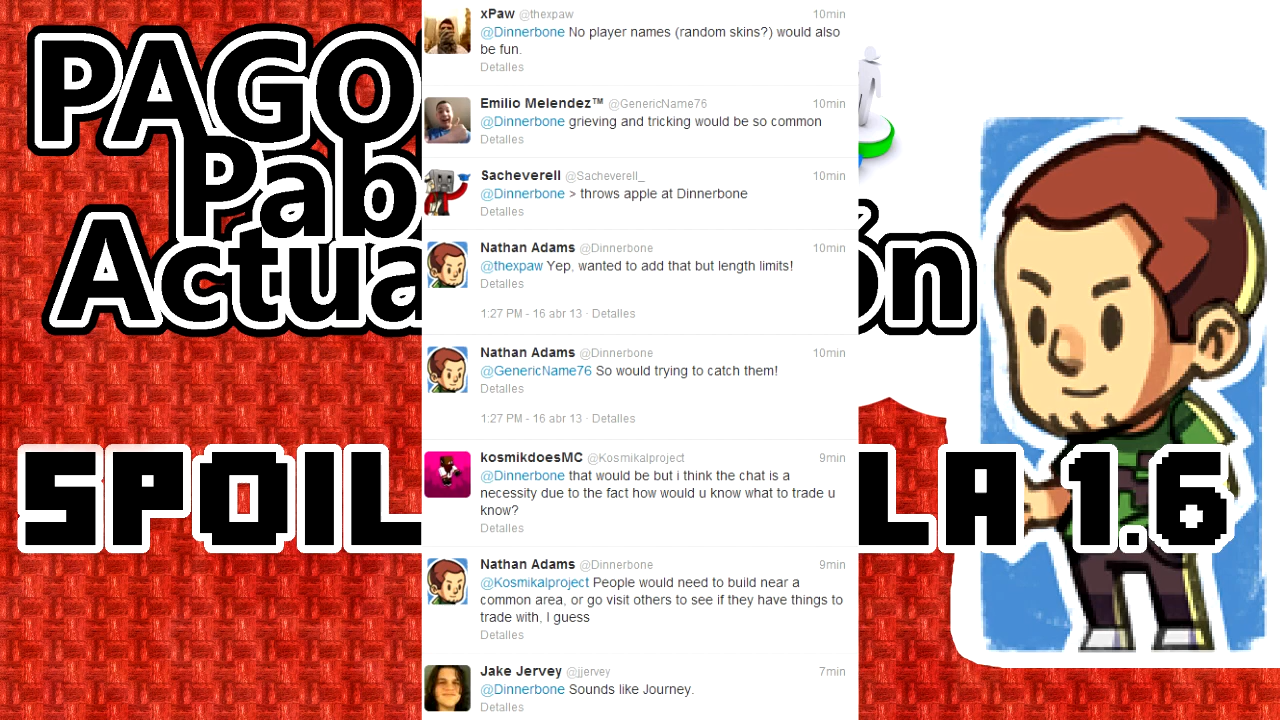 PAGO
Pab
Actua
ón
SPOIL
LA 1.6
xPaw @thexpaw 10min
@Dinnerbone No player names (random skins?) would also
be fun.
Detalles
Emilio Melendez™ @GenericName76 10min
@Dinnerbone grieving and tricking would be so common
Detalles
Sacheverell @Sacheverell_ 10min
@Dinnerbone > throws apple at Dinnerbone
Detalles
Nathan Adams @Dinnerbone 10min
@thexpaw Yep, wanted to add that but length limits!
Detalles
1:27 PM - 16 abr 13 · Detalles
Nathan Adams @Dinnerbone 10min
@GenericName76 So would trying to catch them!
Detalles
1:27 PM - 16 abr 13 · Detalles
kosmikdoesMC @Kosmikalproject 9min
@Dinnerbone that would be but i think the chat is a
necessity due to the fact how would u know what to trade u
know?
Detalles
Nathan Adams @Dinnerbone 9min
@Kosmikalproject People would need to build near a
common area, or go visit others to see if they have things to
trade with, I guess
Detalles
Jake Jervey @jjervey 7min
@Dinnerbone Sounds like Journey.
Detalles